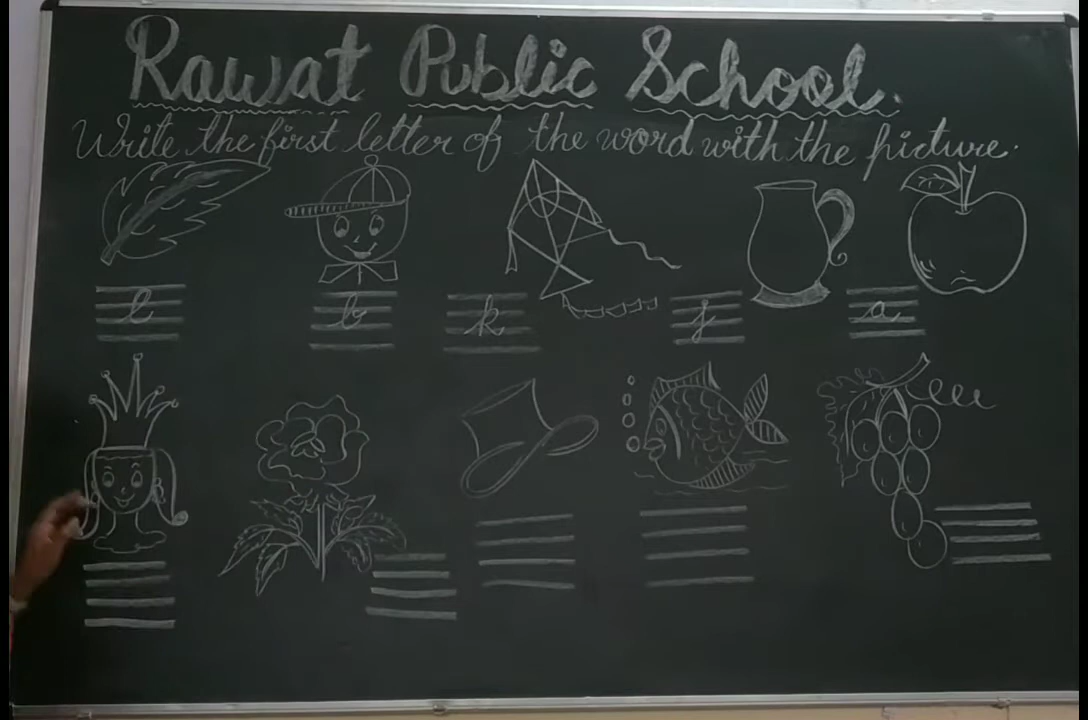 Rawat Public School.
Write the first letter of the word with the picture.
l b k j a